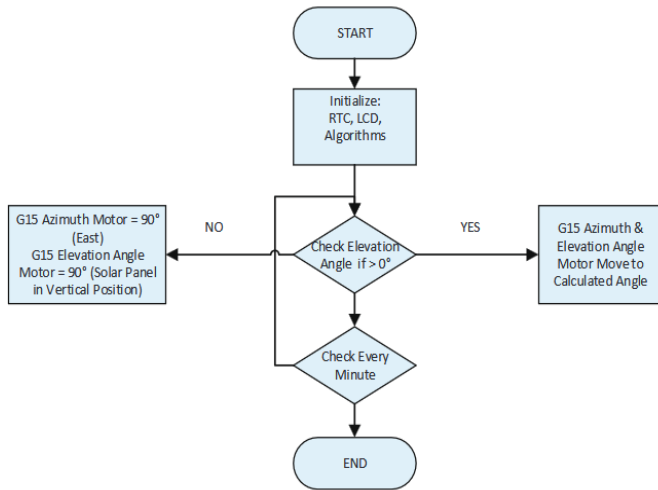 START
Initialize:
RTC, LCD,
Algorithms
G15 Azimuth Motor = 90°
(East)
G15 Elevation Angle
Motor = 90° (Solar Panel
in Vertical Position)
NO
Check Elevation
Angle if > 0°
YES
G15 Azimuth &
Elevation Angle
Motor Move to
Calculated Angle
Check Every
Minute
END